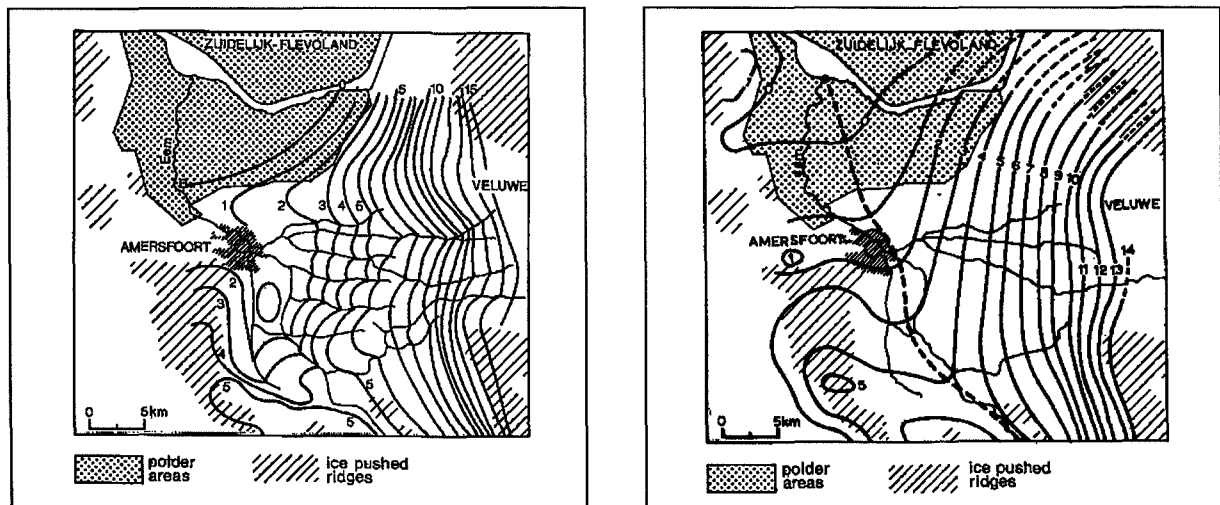 ZUIDELIJK-FLEVOLAND
Eem
5
10
15
VELUWE
0
1
2
3
4
5
AMERSFOORT
2
3
4
5
5
5
0
5km
polder
areas
ice pushed
ridges
ZUIDELIJK FLEVOLAND
4
5
6
7
8
9
10
VELUWE
AMERSFOORT
1
14
11
12
13
5
0
5km
polder
areas
ice pushed
ridges